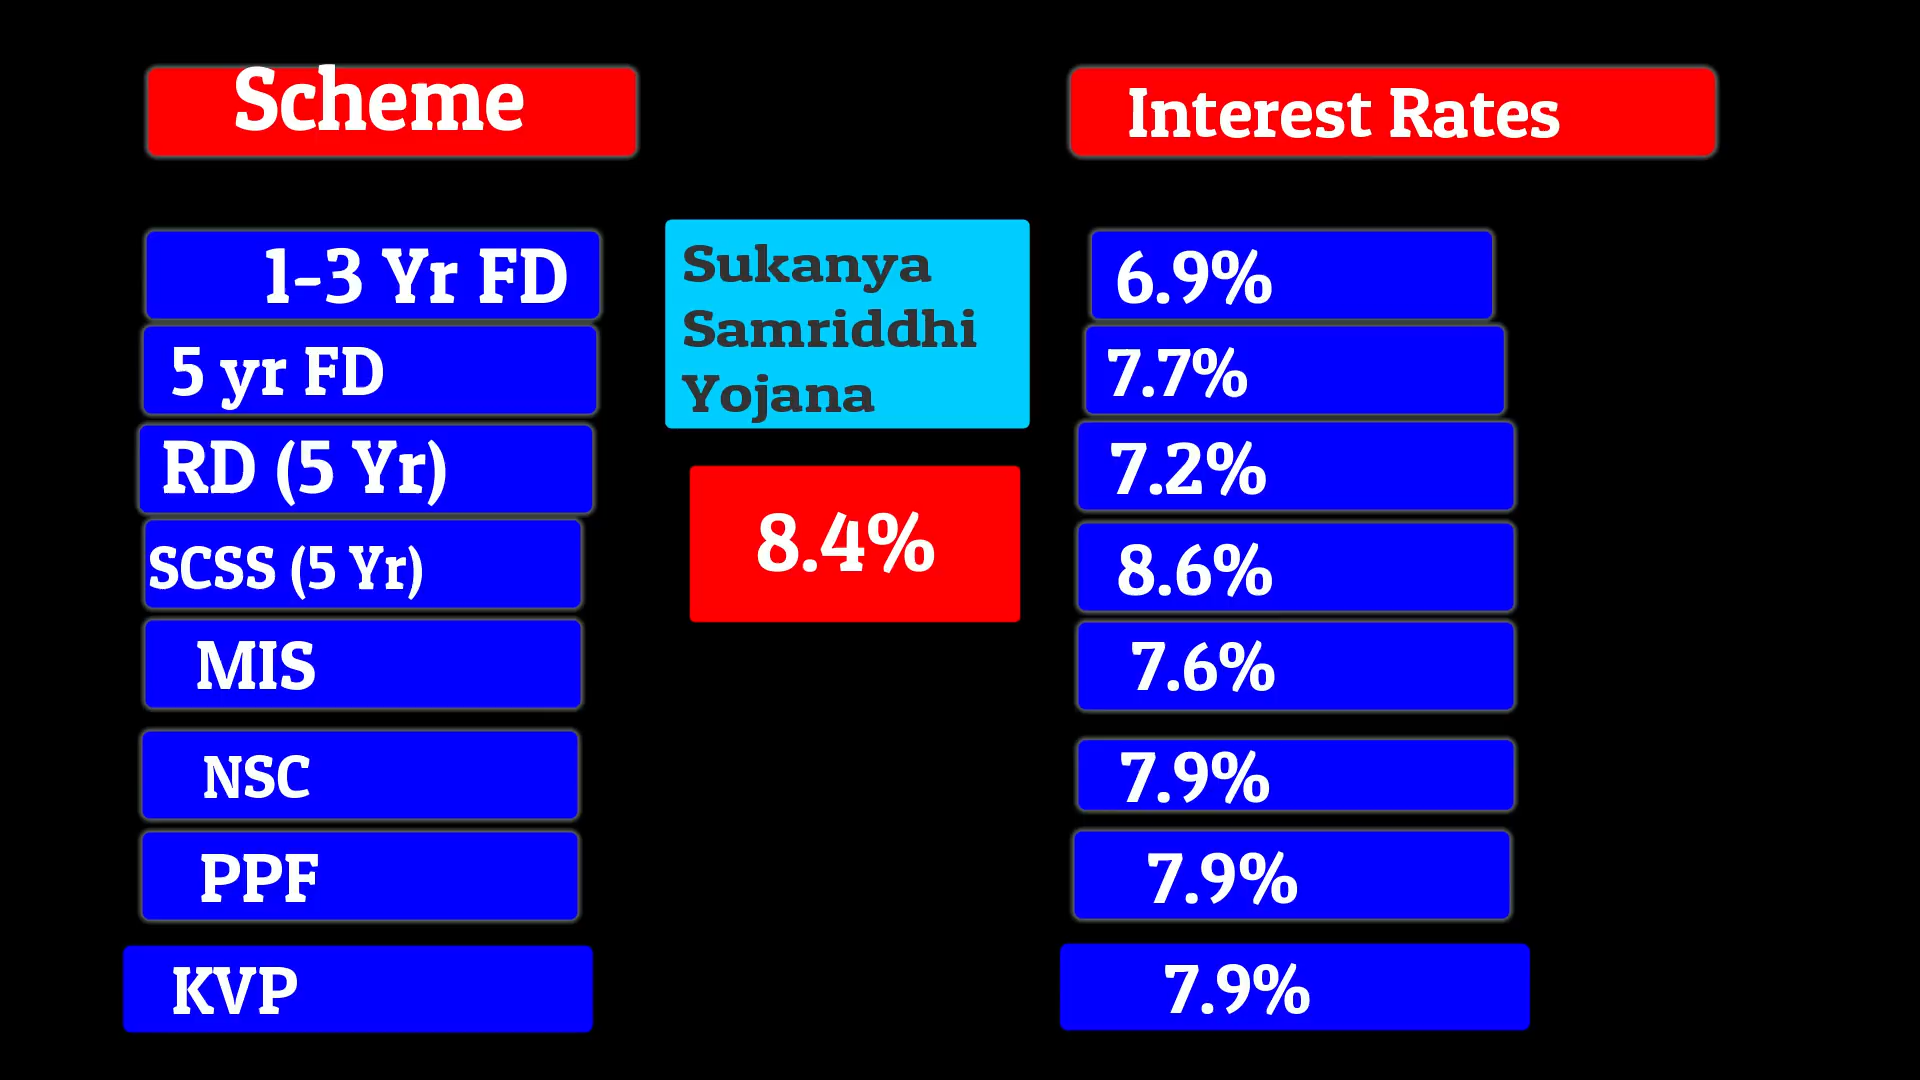 Scheme
Interest Rates
1-3 Yr FD
6.9%
5 yr FD
7.7%
RD (5 Yr)
7.2%
SCSS (5 Yr)
8.6%
MIS
7.6%
NSC
7.9%
PPF
7.9%
KVP
7.9%
Sukanya
Samriddhi
Yojana
8.4%